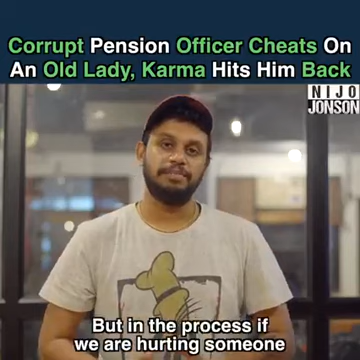 Corrupt Pension Officer Cheats On
An Old Lady, Karma Hits Him Back
NIJO
JONSON
But in the process if
we are hurting someone